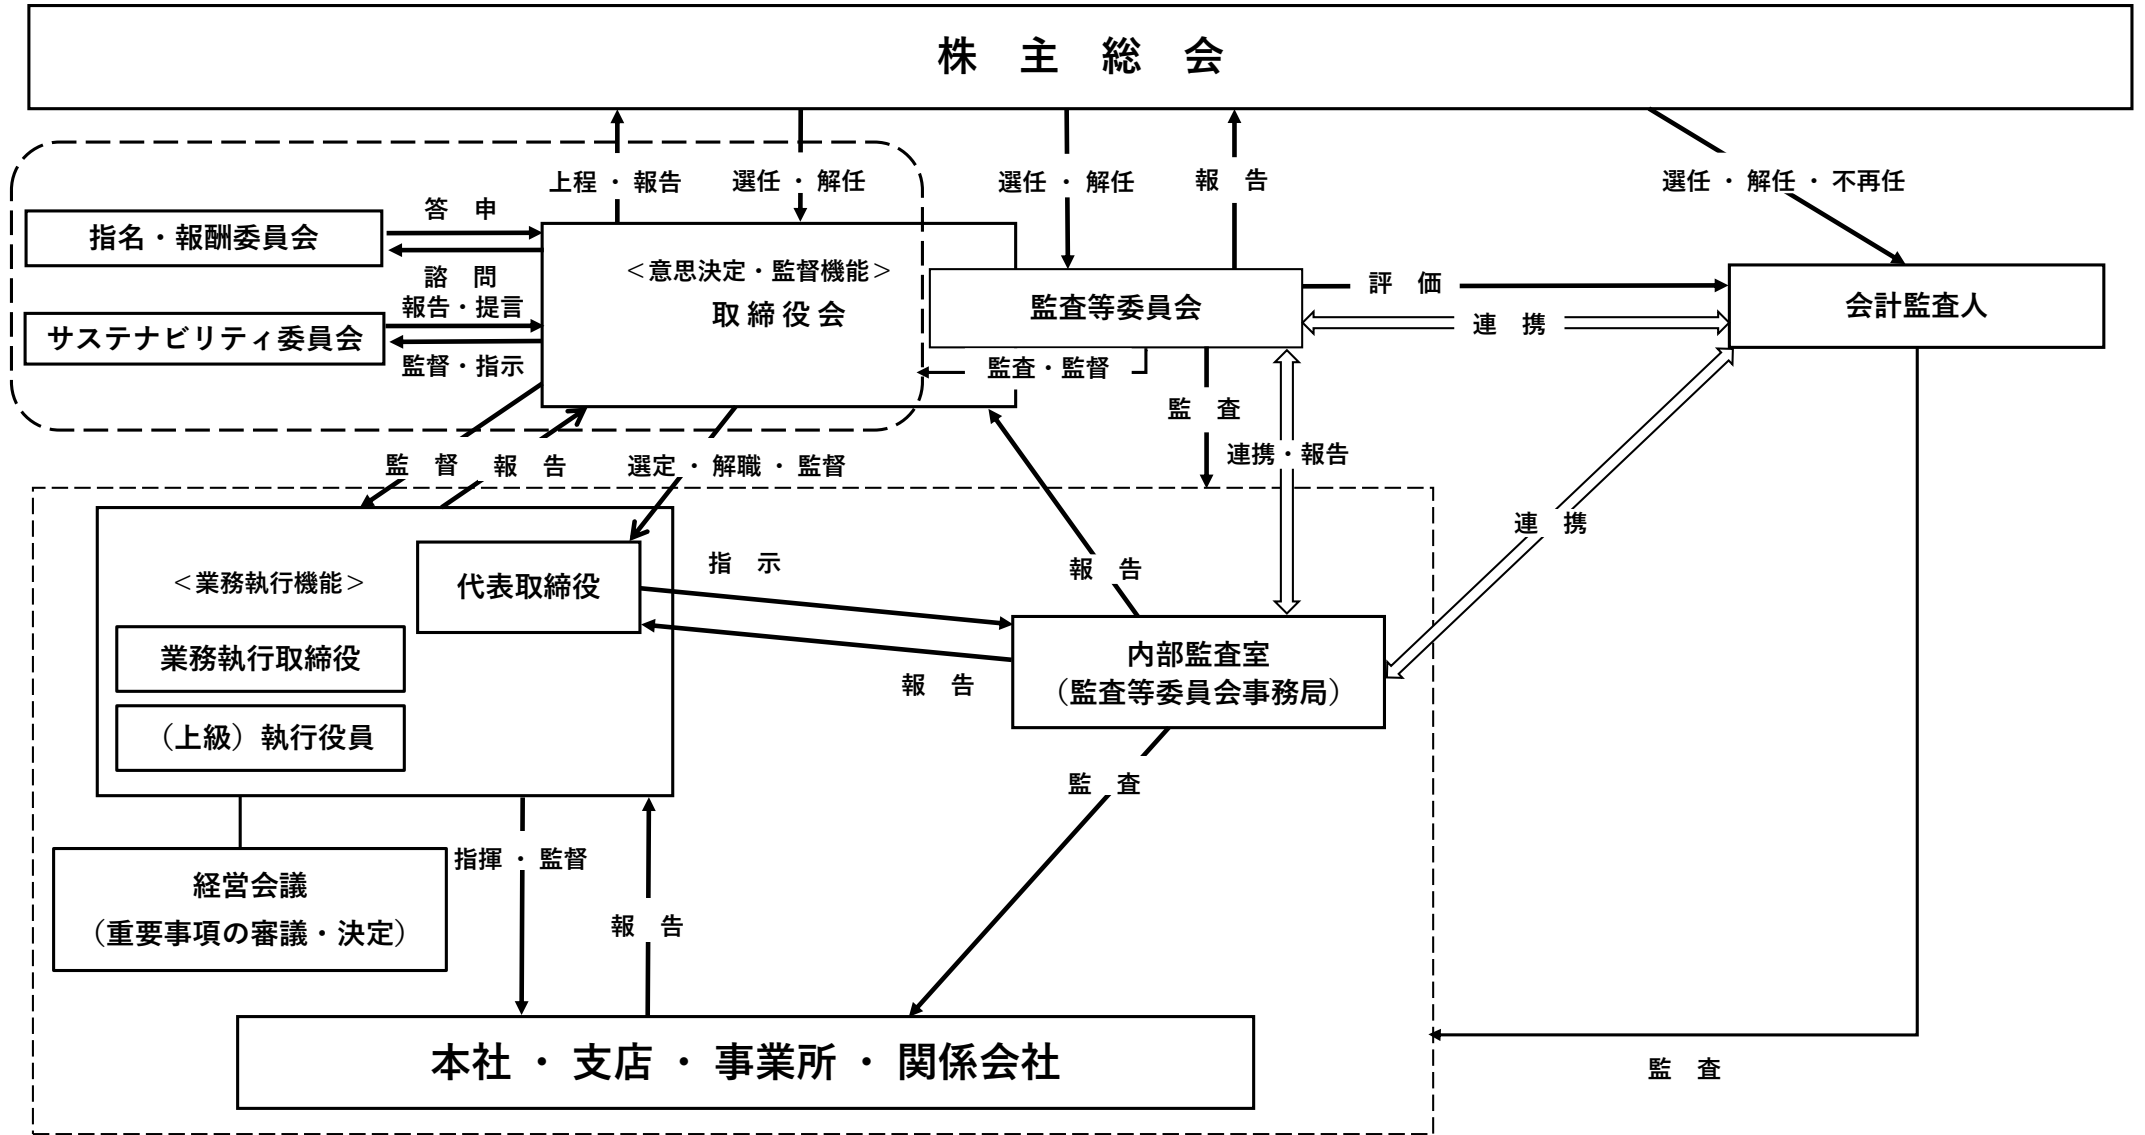 株　主　総　会
上程 ・ 報告
選任 ・ 解任
選任 ・ 解任
報　告
選任 ・ 解任 ・ 不再任
指名・報酬委員会
答　申
諮　問
報告・提言
サステナビリティ委員会
監督・指示
＜意思決定・監督機能＞
取 締 役 会
監査等委員会
監査・監督
評　価
連　携
会計監査人
監　査
連携・報告
監　督
報　告
選定 ・ 解職 ・ 監督
連　携
＜業務執行機能＞
代表取締役
業務執行取締役
（上級）執行役員
指　示
報　告
報　告
内部監査室
（監査等委員会事務局）
監　査
経営会議
（重要事項の審議・決定）
指揮 ・ 監督
報　告
本社 ・ 支店 ・ 事業所 ・ 関係会社
監　査